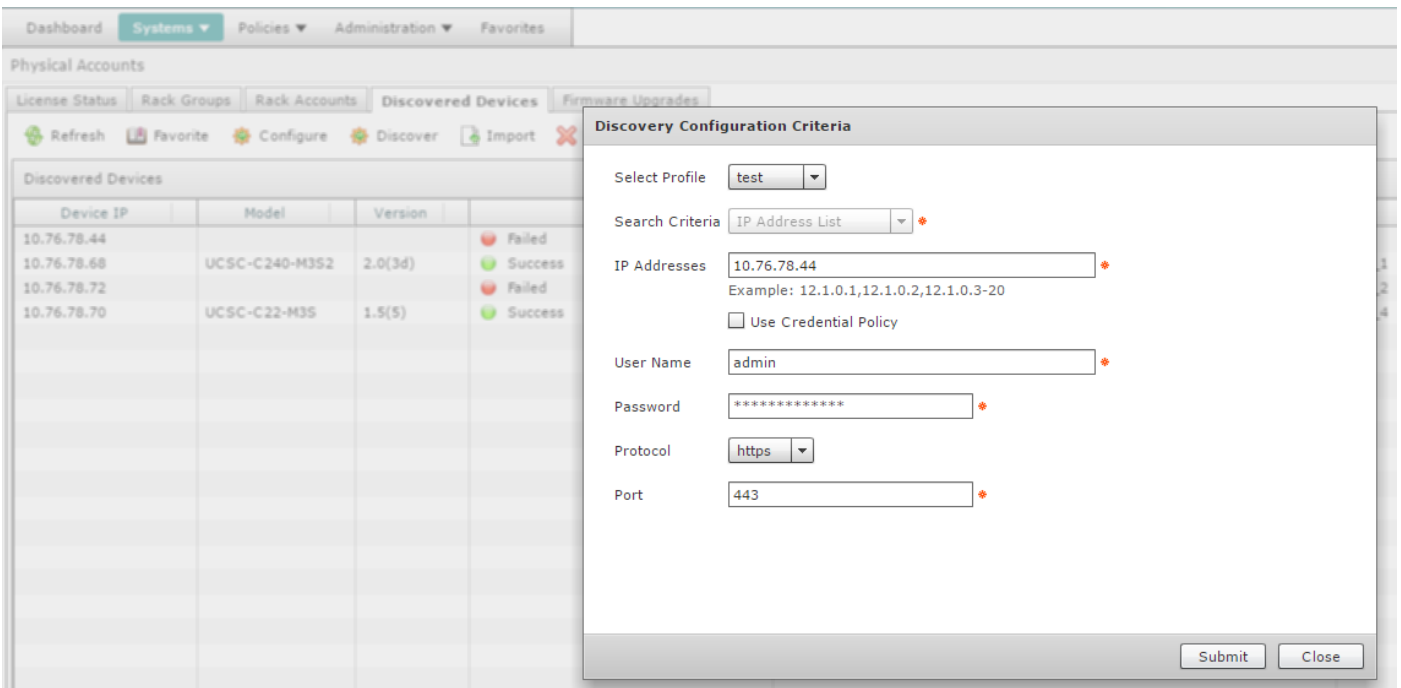 Dashboard Systems ▼ Policies ▼ Administration ▼ Favorites
Physical Accounts
License Status Rack Groups Rack Accounts Discovered Devices Firmware Upgrades
Refresh Favorite Configure Discover Import
Discovered Devices
Device IP Model Version
10.76.78.44 Failed
10.76.78.68 UCSC-C240-M3S2 2.0(3d) Success _1
10.76.78.72 Failed _2
10.76.78.70 UCSC-C22-M3S 1.5(5) Success _4
Discovery Configuration Criteria
Select Profile test
Search Criteria IP Address List
IP Addresses 10.76.78.44
Example: 12.1.0.1,12.1.0.2,12.1.0.3-20
Use Credential Policy
User Name admin
Password *************
Protocol https
Port 443
Submit Close